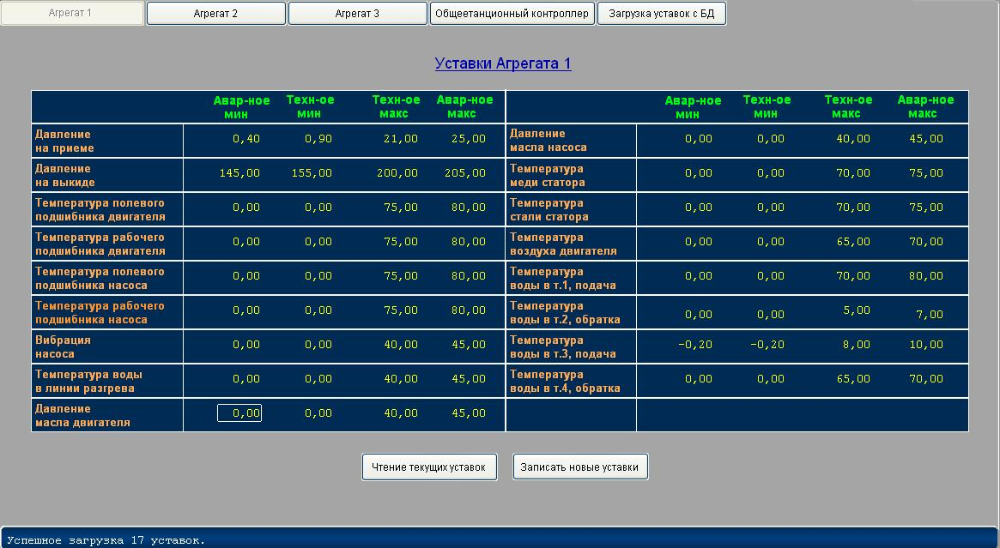 Агрегат 1 Агрегат 2 Агрегат 3 Общеетанционный контроллер Загрузка уставок с БД
Уставки Агрегата 1
Авар-ное Техн-ое Техн-ое Авар-ное Авар-ное Техн-ое Техн-ое Авар-ное
мин мин макс макс мин мин макс макс
Давление
на приеме 0,40 0,90 21,00 25,00
Давление
масла насоса 0,00 0,00 40,00 45,00
Давление
на выкиде 145,00 155,00 200,00 205,00
Температура
меди статора 0,00 0,00 70,00 75,00
Температура полевого
подшибника двигателя 0,00 0,00 75,00 80,00
Температура
стали статора 0,00 0,00 70,00 75,00
Температура рабочего
подшибника двигателя 0,00 0,00 75,00 80,00
Температура
воздуха двигателя 0,00 0,00 65,00 70,00
Температура полевого
подшибника насоса 0,00 0,00 75,00 80,00
Температура
воды в т.1, подача 0,00 0,00 70,00 80,00
Температура рабочего
подшибника насоса 0,00 0,00 75,00 80,00
Температура
воды в т.2, обратка 0,00 0,00 5,00 7,00
Вибрация
насоса 0,00 0,00 40,00 45,00
Температура
воды в т.3, подача -0,20 -0,20 8,00 10,00
Температура воды
в линии разгрева 0,00 0,00 40,00 45,00
Температура
воды в т.4, обратка 0,00 0,00 65,00 70,00
Давление
масла двигателя 0,00 0,00 40,00 45,00
Чтение текущих уставок Записать новые уставки
Успешное загрузка 17 уставок.